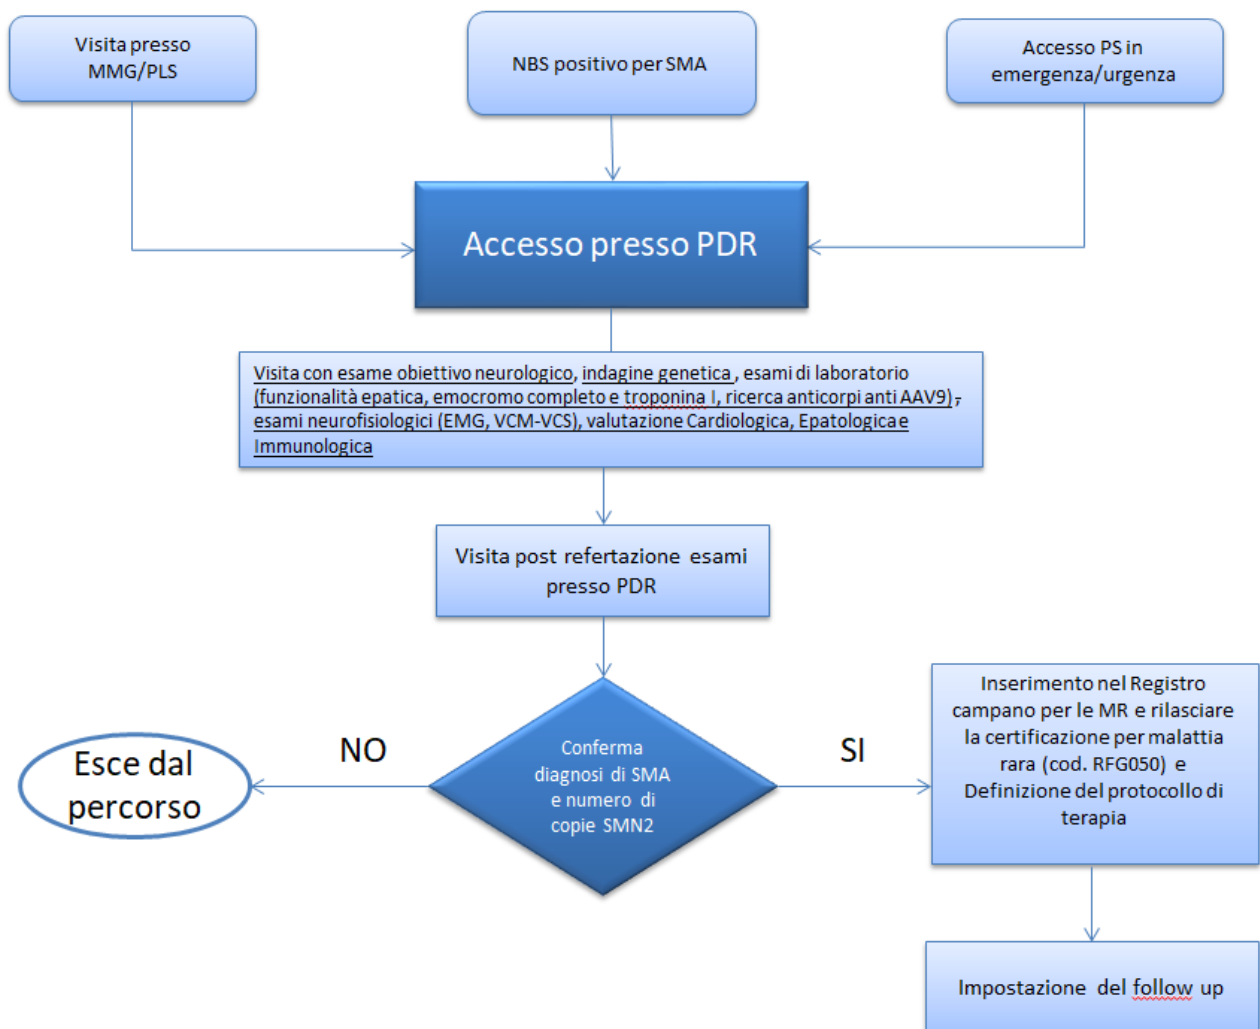 Visita presso
MMG/PLS
NBS positivo per SMA
Accesso PS in
emergenza/urgenza
Accesso presso PDR
Visita con esame obiettivo neurologico, indagine genetica , esami di laboratorio
(funzionalità epatica, emocromo completo e troponina I, ricerca anticorpi anti AAV9),
esami neurofisiologici (EMG, VCM-VCS), valutazione Cardiologica, Epatologica e
Immunologica
Visita post refertazione esami
presso PDR
Conferma
diagnosi di SMA
e numero di
copie SMN2
NO
Esce dal
percorso
SI
Inserimento nel Registro
campano per le MR e rilasciare
la certificazione per malattia
rara (cod. RFG050) e
Definizione del protocollo di
terapia
Impostazione del follow up